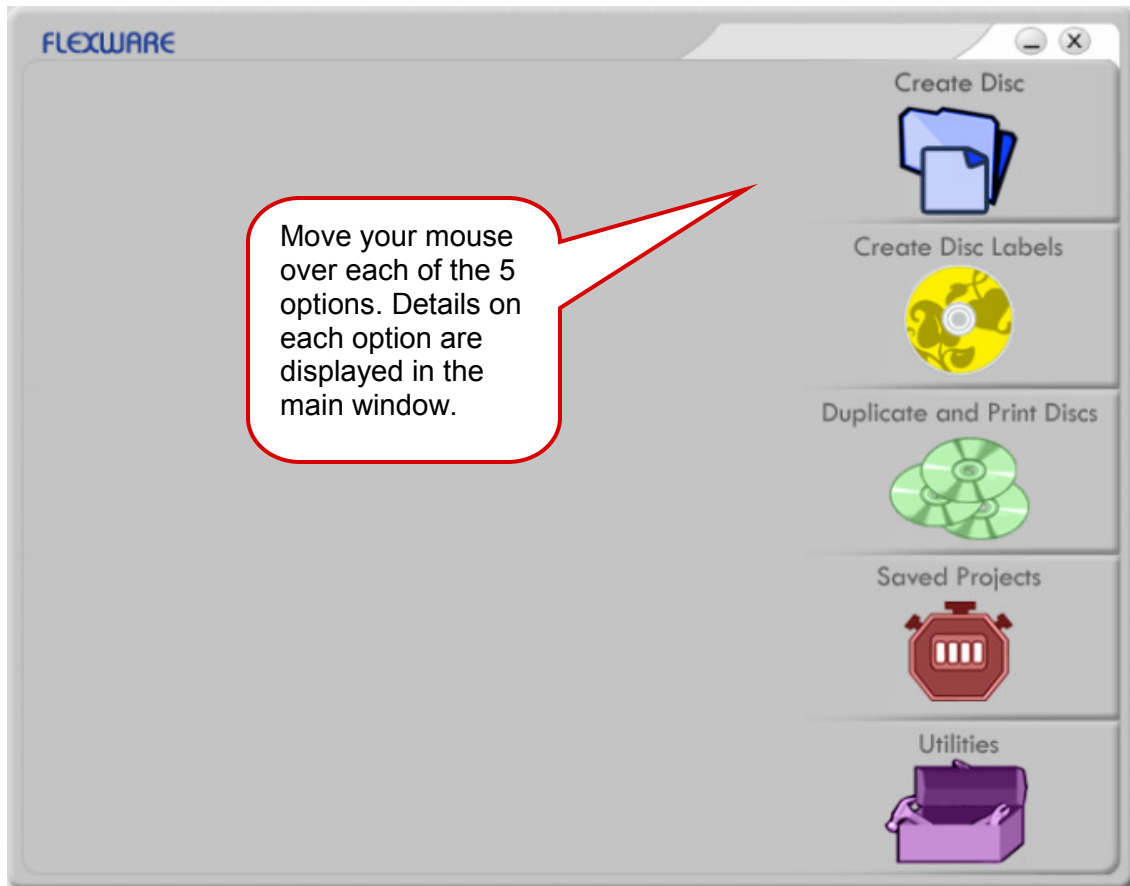 FLEXWARE
Create Disc
Move your mouse
over each of the 5
options. Details on
each option are
displayed in the
main window.
Create Disc Labels
Duplicate and Print Discs
Saved Projects
Utilities